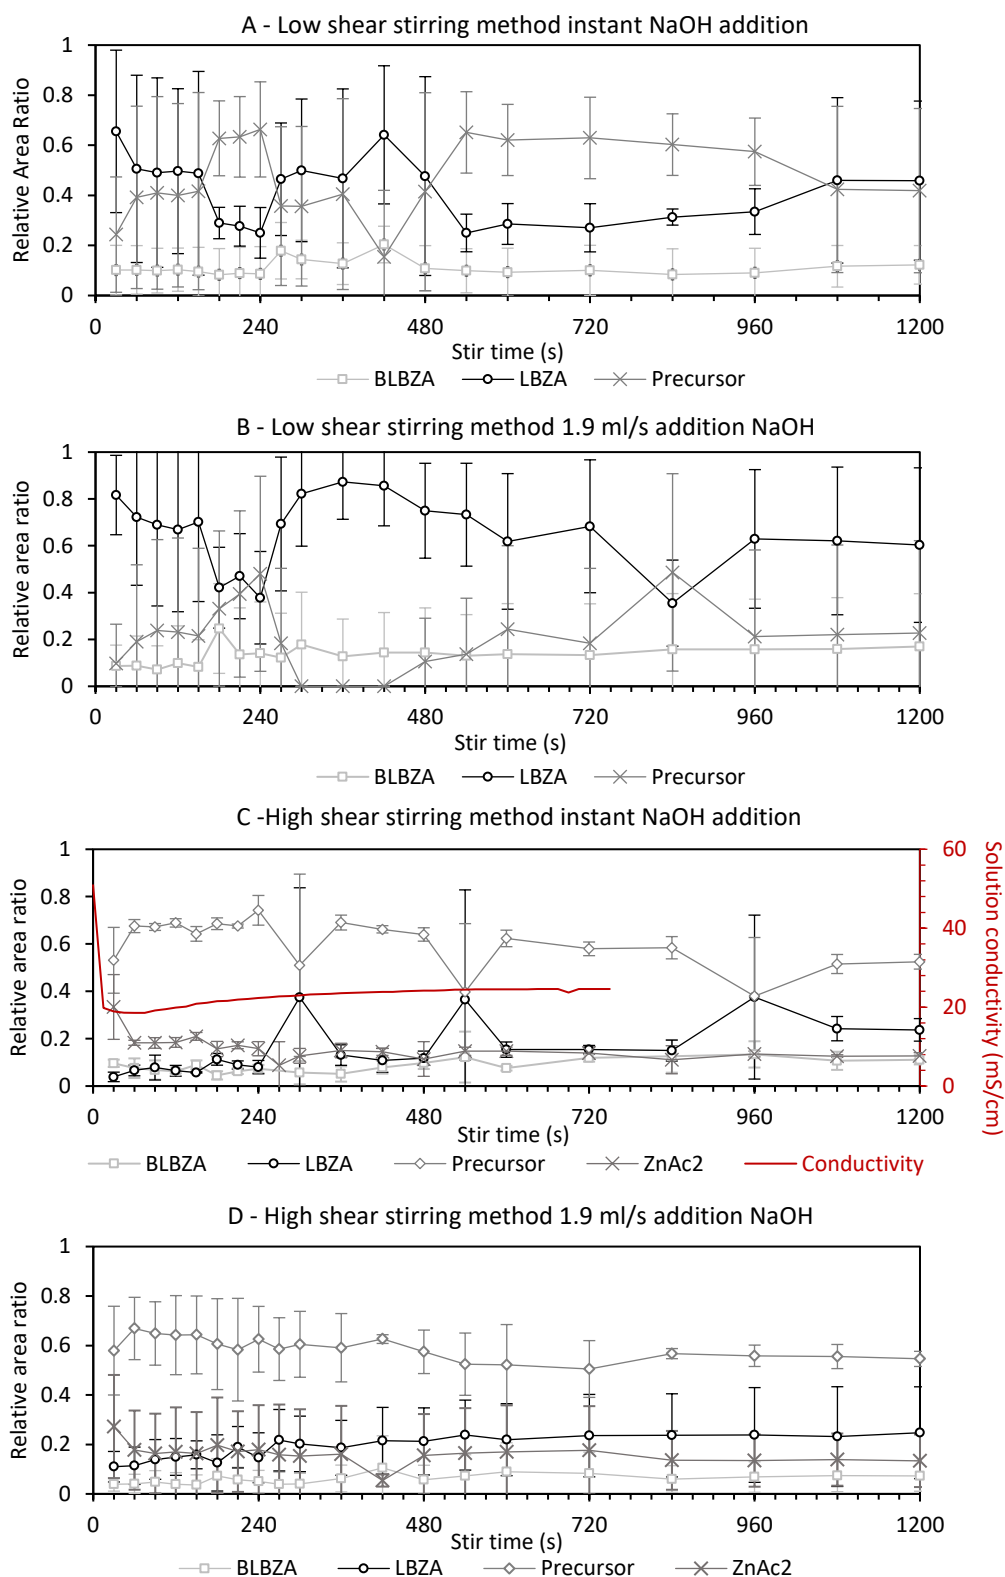 A - Low shear stirring method instant NaOH addition
Relative Area Ratio
1
0.8
0.6
0.4
0.2
0
0 240 480 720 960 1200
Stir time (s)
BLBZA LBZA Precursor
B - Low shear stirring method 1.9 ml/s addition NaOH
Relative area ratio
1
0.8
0.6
0.4
0.2
0
0 240 480 720 960 1200
Stir time (s)
BLBZA LBZA Precursor
C -High shear stirring method instant NaOH addition
Relative area ratio
1
0.8
0.6
0.4
0.2
0
60
50
40
30
20
10
0
Solution conductivity (mS/cm)
0 240 480 720 960 1200
Stir time (s)
BLBZA LBZA Precursor ZnAc2 Conductivity
D - High shear stirring method 1.9 ml/s addition NaOH
Relative area ratio
1
0.8
0.6
0.4
0.2
0
0 240 480 720 960 1200
Stir time (s)
BLBZA LBZA Precursor ZnAc2